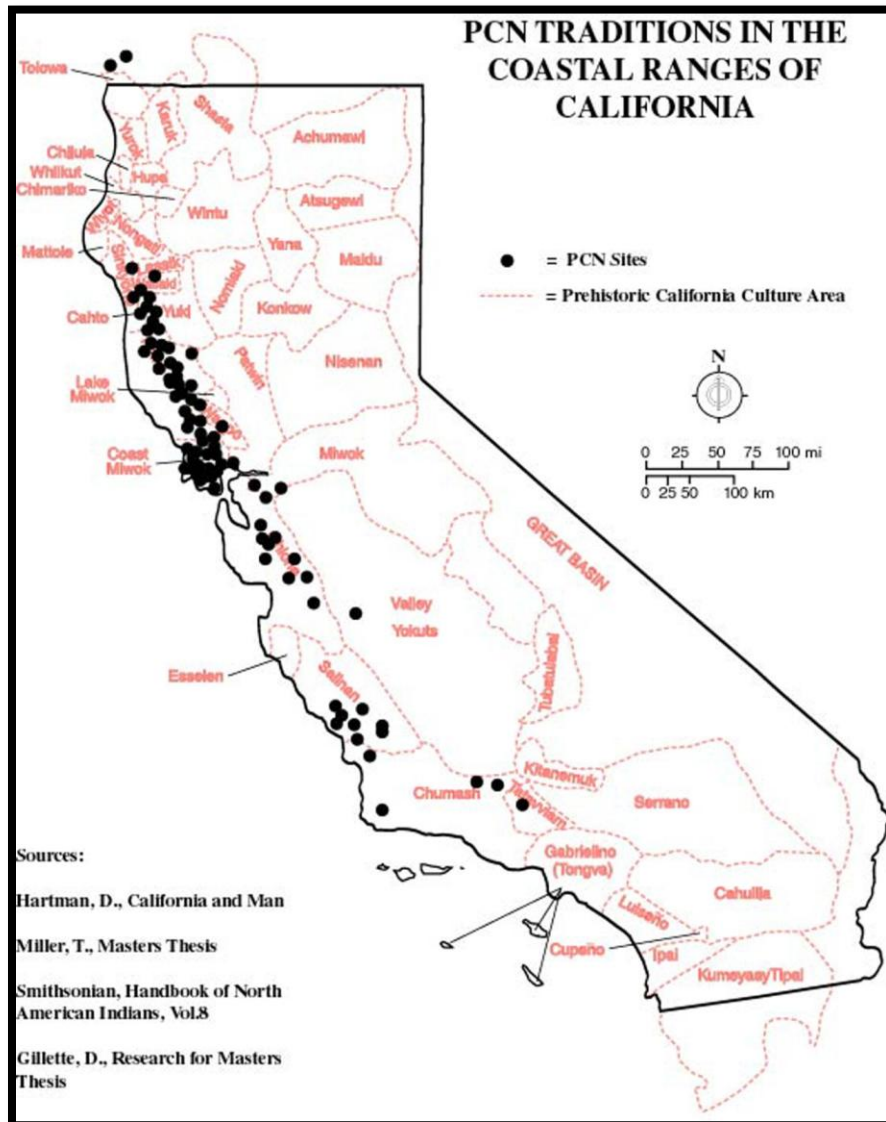 PCN TRADITIONS IN THE
COASTAL RANGES OF
CALIFORNIA
Tolowa
Yurok
Karuk
Shasta
Achumawi
Chilula
Whilkut
Hupa
Chimariko
Wintu
Atsugewi
Wiyot
Nongatl
Yana
Mattole
Maidu
Nomlaki
Cahto
Yuki
Konkow
Patwin
Nisenan
Lake
Miwok
Coast
Miwok
Miwok
● = PCN Sites
= Prehistoric California Culture Area
N
0 25 50 75 100 mi
0 25 50 100 km
GREAT BASIN
Valley
Yokuts
Esselen
Salinan
Tubatulabal
Kitanemuk
Chumash
Tataviam
Serrano
Gabrielino
(Tongva)
Cahuilla
Luiseño
Cupeño
Ipai
KumeyaayTipai
Sources:
Hartman, D., California and Man
Miller, T., Masters Thesis
Smithsonian, Handbook of North
American Indians, Vol.8
Gillette, D., Research for Masters
Thesis